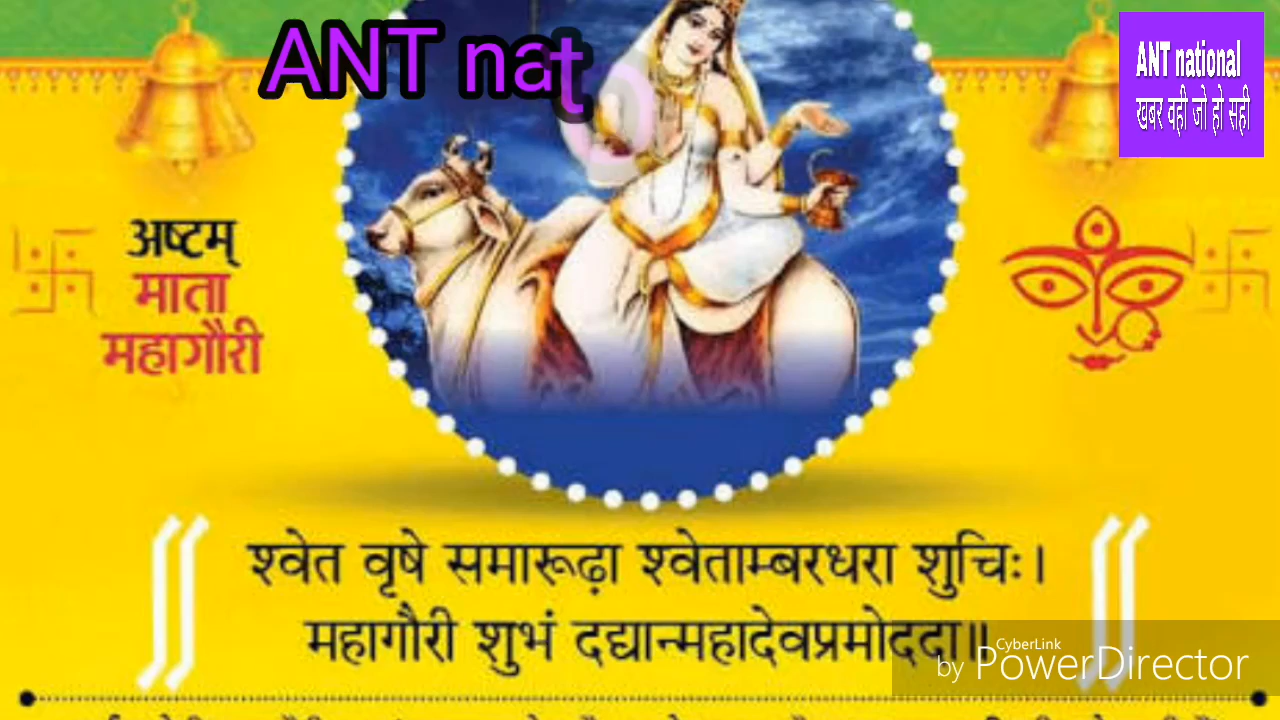 ANT nat
ANT national
खबर वही जो हो सही
अष्टम्
माता
महागौरी
श्वेत वृषे समारूढ़ा श्वेताम्बरधरा शुचिः।
महागौरी शुभं दद्यान्महादेवप्रमोददा॥
CyberLink
by PowerDirector